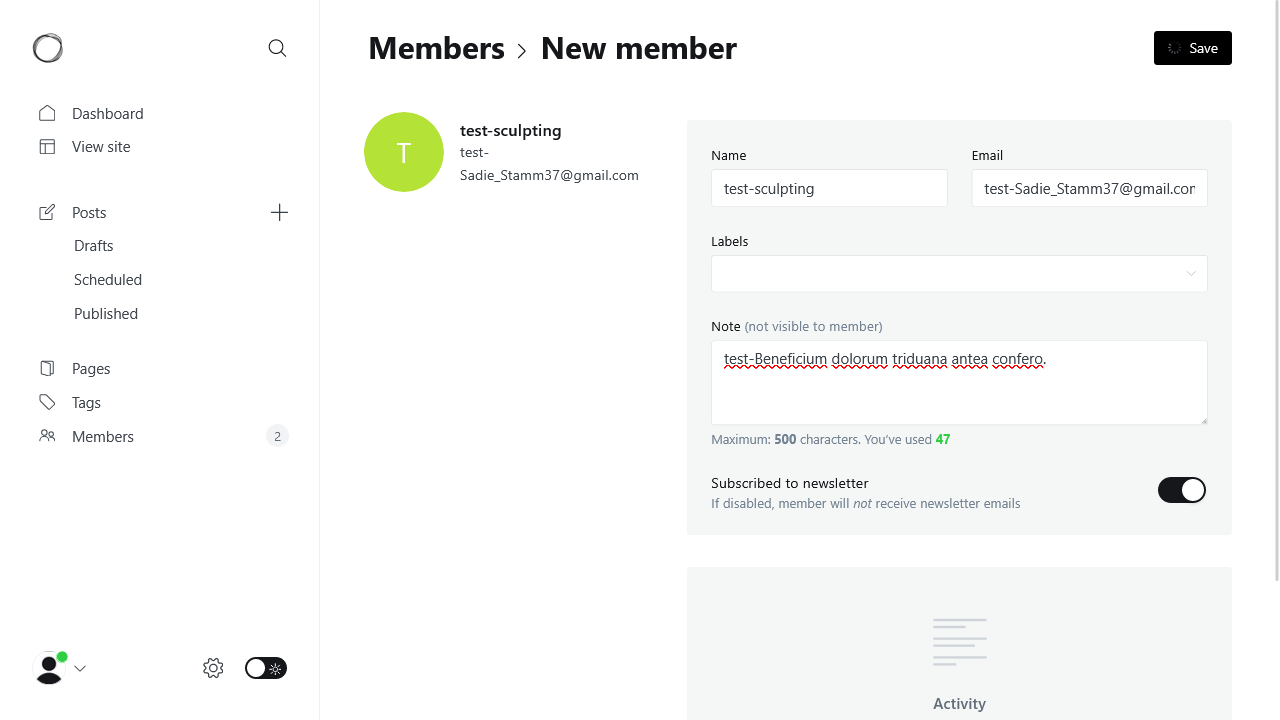 Members
New member
Save
Dashboard
View site
Posts
Drafts
Scheduled
Published
Pages
Tags
Members 2
T
test-sculpting
test-
Sadie_Stamm37@gmail.com
Name
test-sculpting
Email
test-Sadie_Stamm37@gmail.com
Labels
Note (not visible to member)
test-Beneficium dolorum triduana antea confero.
Maximum: 500 characters. You've used 47
Subscribed to newsletter
If disabled, member will not receive newsletter emails
Activity